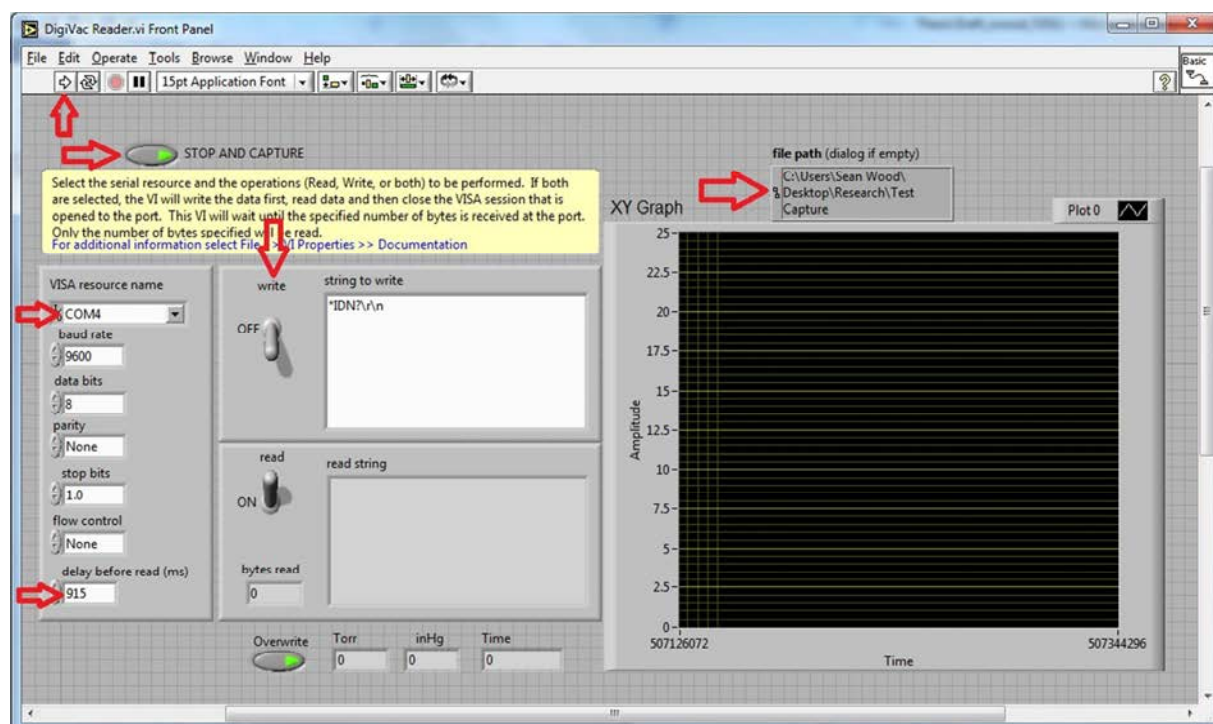 DigiVac Reader.vi Front Panel
File Edit Operate Tools Browse Window Help
15pt Application Font
Basic
STOP AND CAPTURE
Select the serial resource and the operations (Read, Write, or both) to be performed. If both
are selected, the VI will write the data first, read data and then close the VISA session that is
opened to the port. This VI will wait until the specified number of bytes is received at the port.
Only the number of bytes specified will be read.
For additional information select File >> VI Properties >> Documentation
file path (dialog if empty)
C:\Users\Sean Wood\
Desktop\Research\Test
Capture
VISA resource name
COM4
baud rate
9600
data bits
8
parity
None
stop bits
1.0
flow control
None
delay before read (ms)
915
write
OFF
string to write
*IDN?\r\n
read
ON
read string
bytes read
0
Overwrite
Torr
0
inHg
0
Time
0
XY Graph
Plot 0
25
22.5
20
17.5
15
12.5
10
7.5
5
2.5
0
Amplitude
507126072
507344296
Time